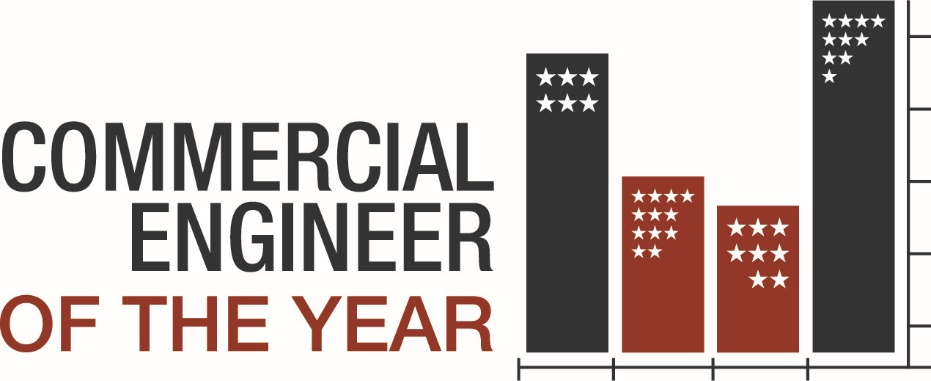 COMMERCIAL
ENGINEER
OF THE YEAR